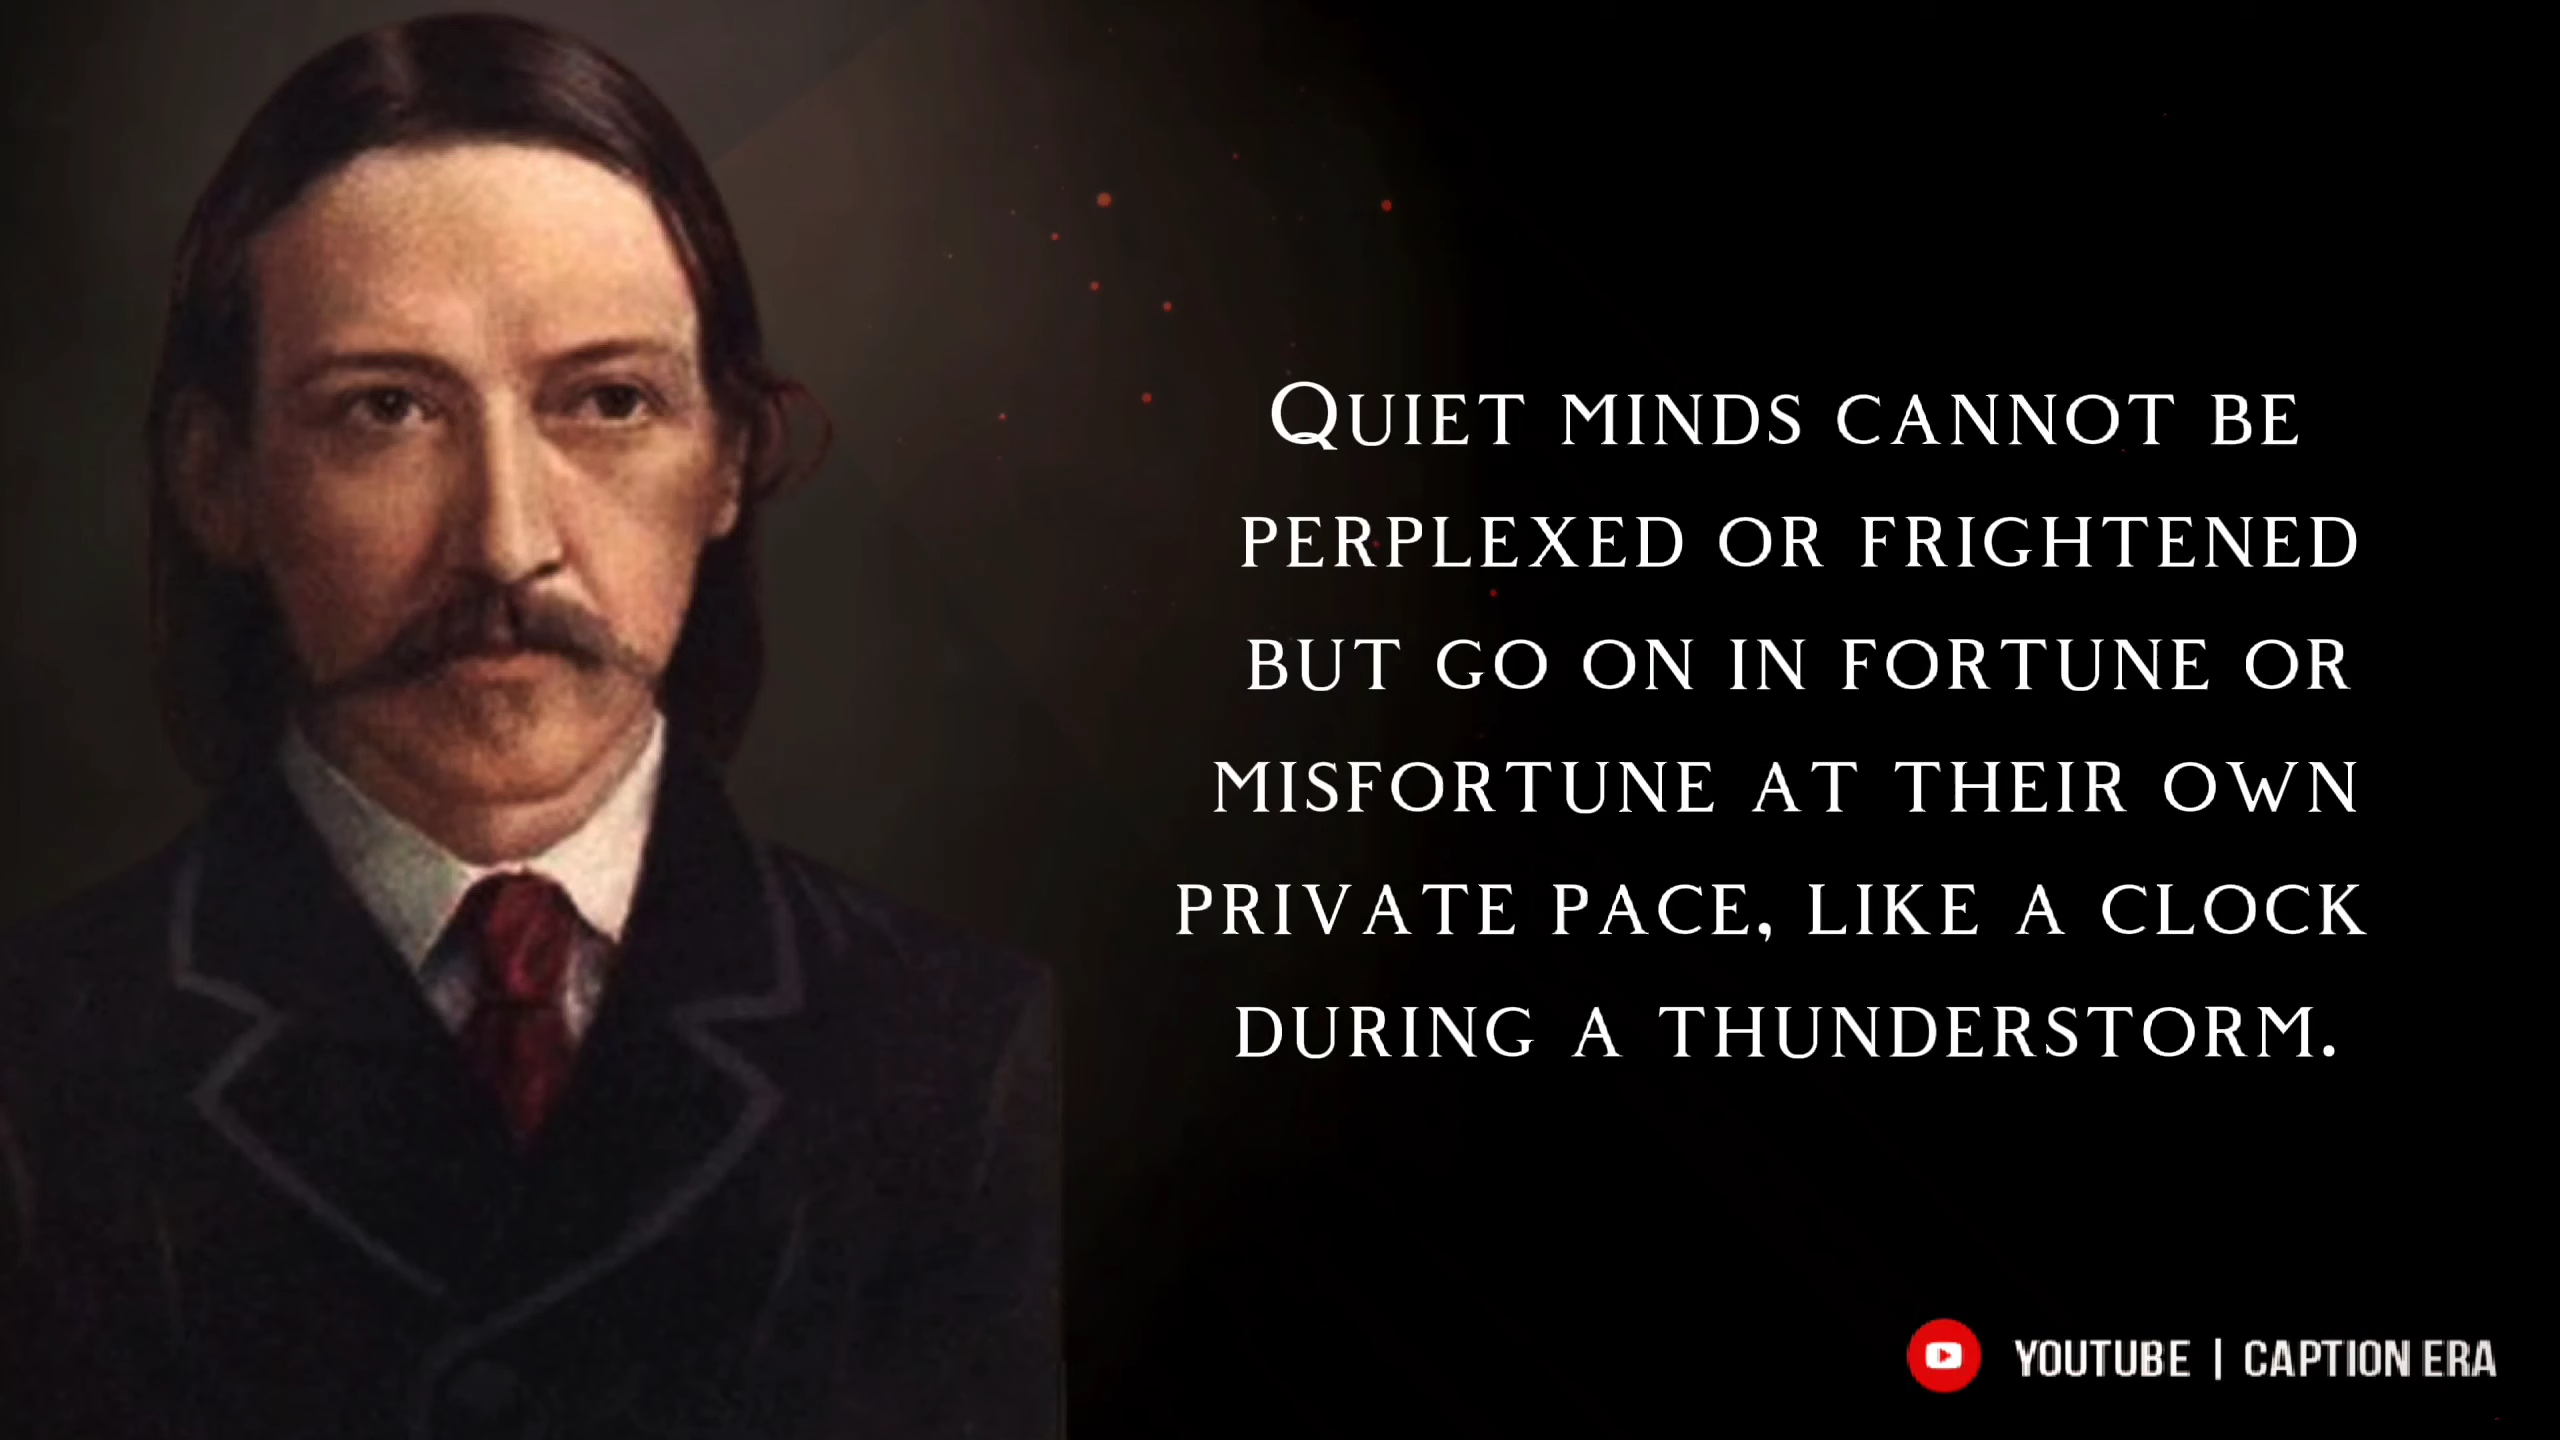 Quiet minds cannot be
perplexed or frightened
but go on in fortune or
misfortune at their own
private pace, like a clock
during a thunderstorm.
YOUTUBE | CAPTION ERA